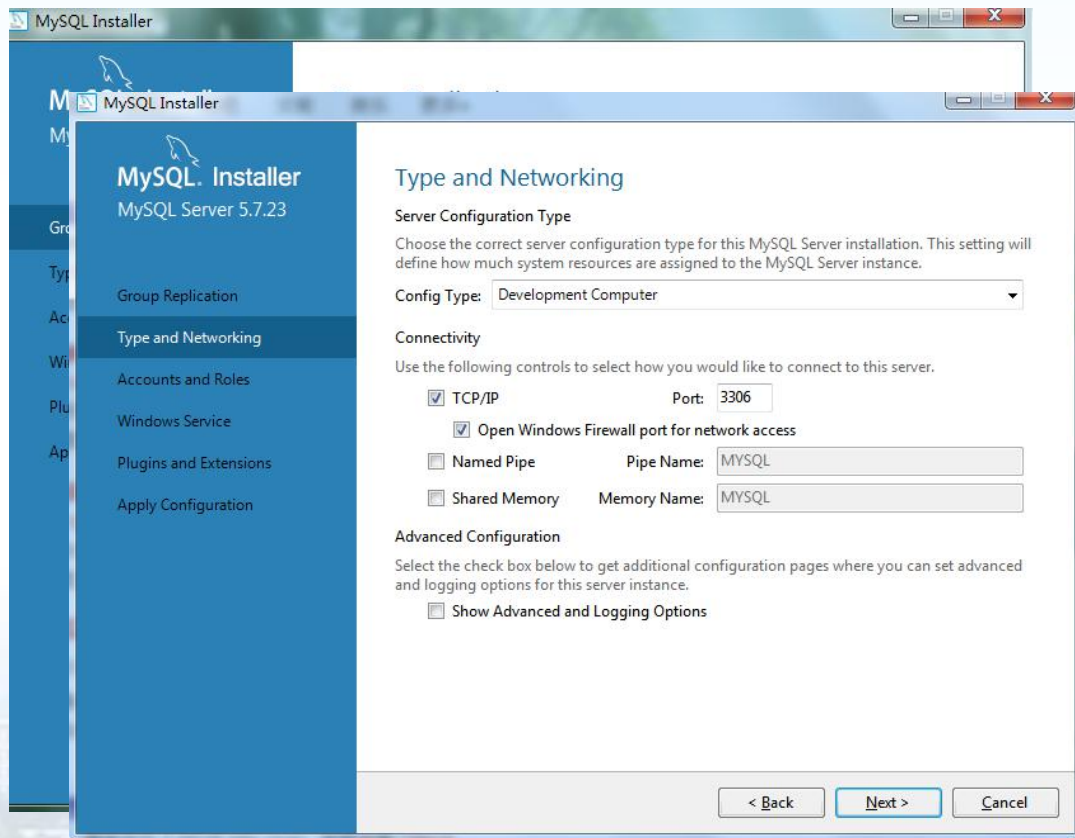 MySQL Installer
MySQL Installer
MySQL. Installer
MySQL Server 5.7.23
Group Replication
Type and Networking
Accounts and Roles
Windows Service
Plugins and Extensions
Apply Configuration
Type and Networking
Server Configuration Type
Choose the correct server configuration type for this MySQL Server installation. This setting will
define how much system resources are assigned to the MySQL Server instance.
Config Type: Development Computer
Connectivity
Use the following controls to select how you would like to connect to this server.
TCP/IP Port: 3306
Open Windows Firewall port for network access
Named Pipe Pipe Name: MYSQL
Shared Memory Memory Name: MYSQL
Advanced Configuration
Select the check box below to get additional configuration pages where you can set advanced
and logging options for this server instance.
Show Advanced and Logging Options
< Back Next > Cancel